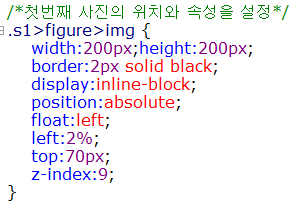 /*첫번째 사진의 위치와 속성을 설정*/
.s1>figure>img {
width:200px;height:200px;
border:2px solid black;
display:inline-block;
position:absolute;
float:left;
left:2%;
top:70px;
z-index:9;
}